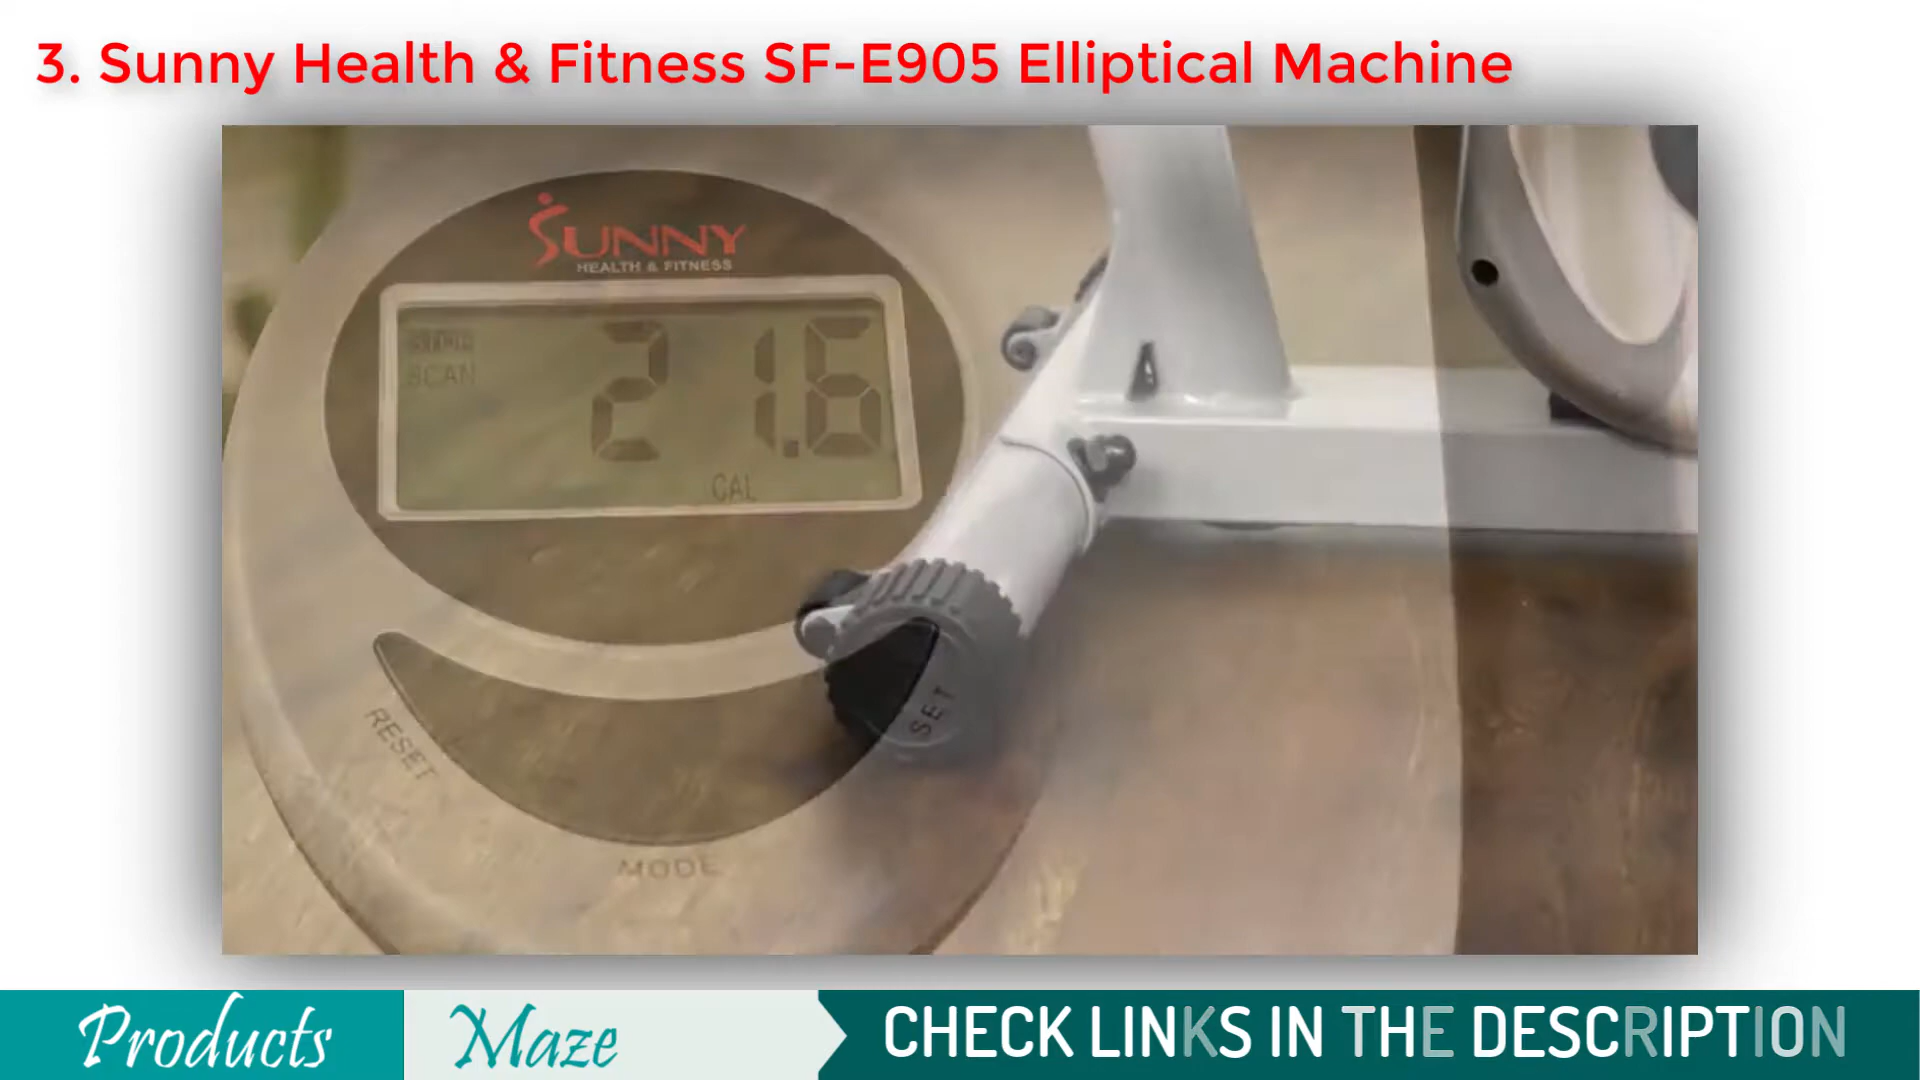 3. Sunny Health & Fitness SF-E905 Elliptical Machine
SUNNY
HEALTH & FITNESS
STOP
SCAN
21.6
CAL
RESET
SET
MODE
Products Maze
CHECK LINKS IN THE DESCRIPTION